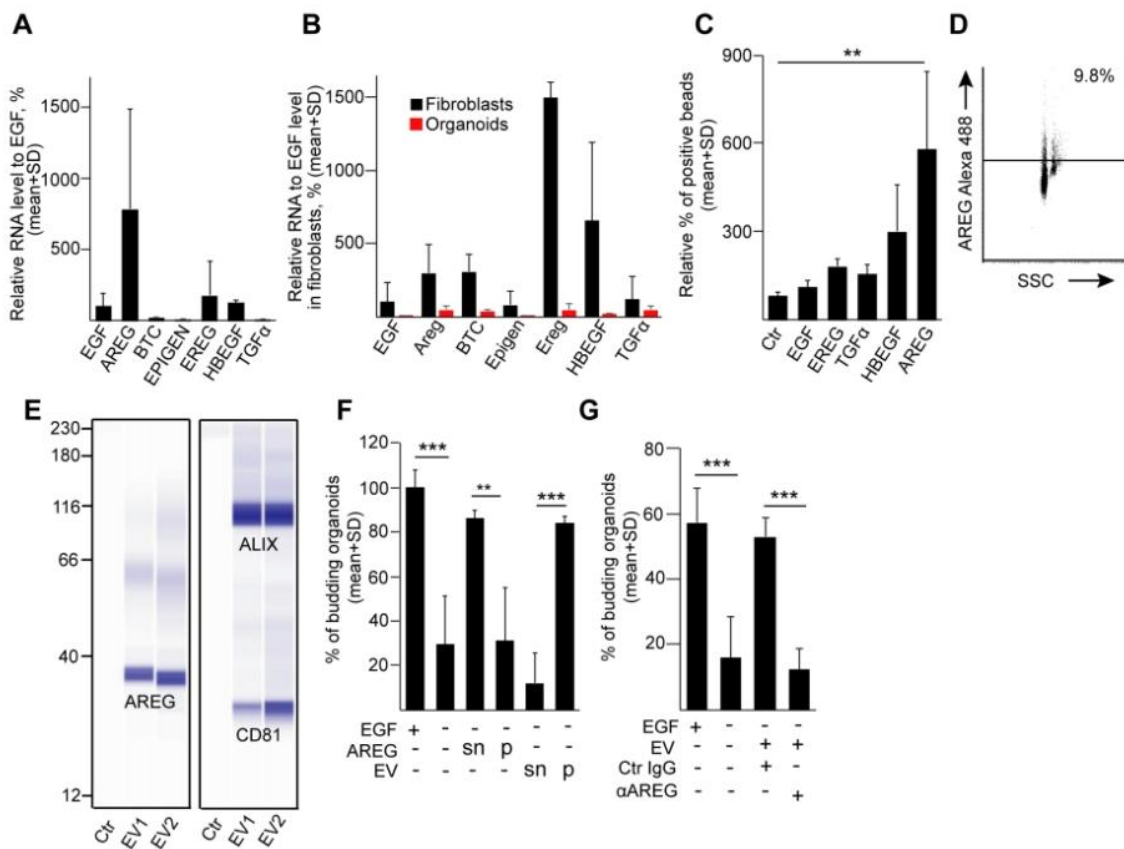 A
Relative RNA level to EGF, %
(mean+SD)
1500
1000
500
EGF
AREG
BTC
EPIGEN
EREG
HBEGF
TGFα
B
Relative RNA to EGF level
in fibroblasts, % (mean+SD)
1500
1000
500
Fibroblasts
Organoids
EGF
Areg
BTC
Epigen
Ereg
HBEGF
TGFα
C
Relative % of positive beads
(mean+SD)
900
600
300
**
Ctr
EGF
EREG
TGFα
HBEGF
AREG
D
9.8%
AREG Alexa 488
SSC
E
230
180
116
66
40
12
AREG
ALIX
CD81
Ctr
EV1
EV2
Ctr
EV1
EV2
F
% of budding organoids
(mean+SD)
120
100
80
60
40
20
***
**
***
EGF + - - - - -
AREG - - sn p - -
EV - - - - sn p
G
% of budding organoids
(mean+SD)
80
60
40
20
***
***
EGF + - - -
EV - - + +
Ctr IgG - - +
αAREG - - +